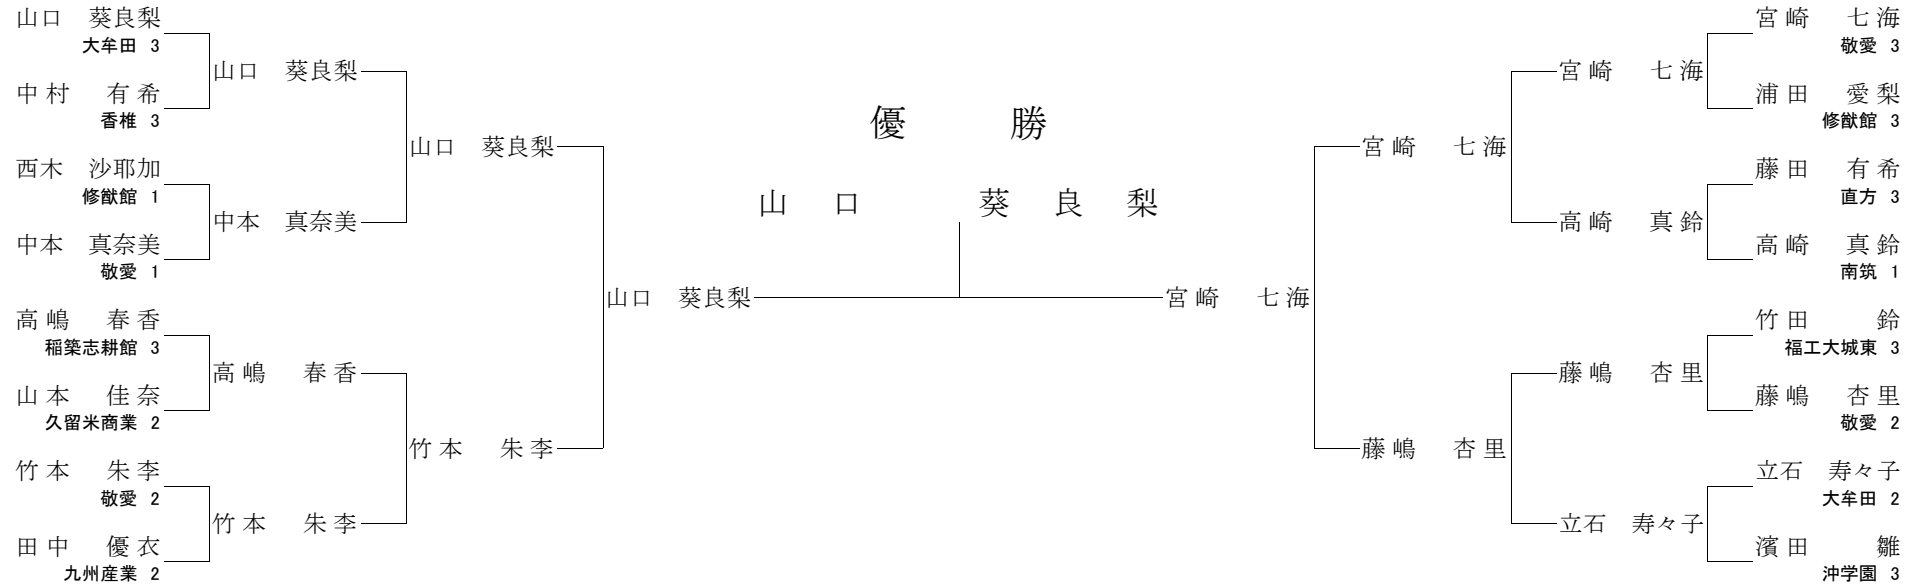 山口　葵良梨
大牟田 3
中村　有希
香椎 3
西木　沙耶加
修猷館 1
中本　真奈美
敬愛 1
高嶋　春香
稲築志耕館 3
山本　佳奈
久留米商業 2
竹本　朱李
敬愛 2
田中　優衣
九州産業 2
山口　葵良梨
中本　真奈美
高嶋　春香
竹本　朱李
山口　葵良梨
竹本　朱李
山口　葵良梨
優　勝
山口　葵良梨
宮崎　七海
宮崎　七海
藤嶋　杏里
宮崎　七海
高崎　真鈴
藤嶋　杏里
立石　寿々子
宮崎　七海
敬愛 3
浦田　愛梨
修猷館 3
藤田　有希
直方 3
高崎　真鈴
南筑 1
竹田　鈴
福工大城東 3
藤嶋　杏里
敬愛 2
立石　寿々子
大牟田 2
濱田　雛
沖学園 3